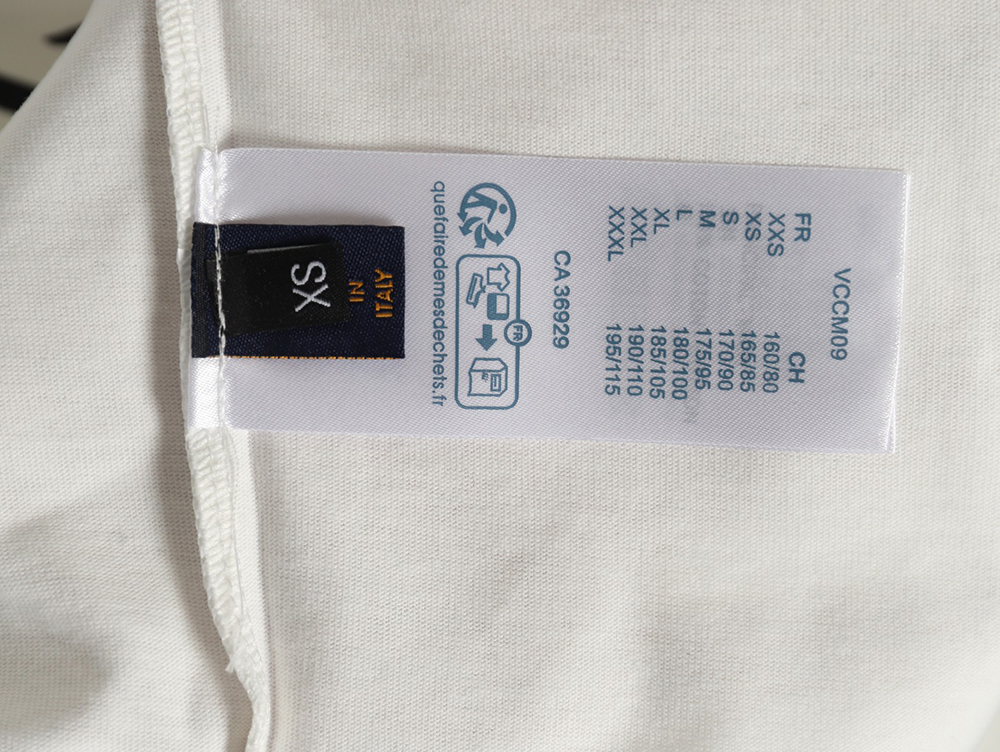 VCCM09
FR CH
XXS 160/80
XS 165/85
S 170/90
M 175/95
L 180/100
XL 185/105
XXL 190/110
XXXL 195/115
CA 36929
FR
quefairedemesdechets.fr
XS
IN
ITALY